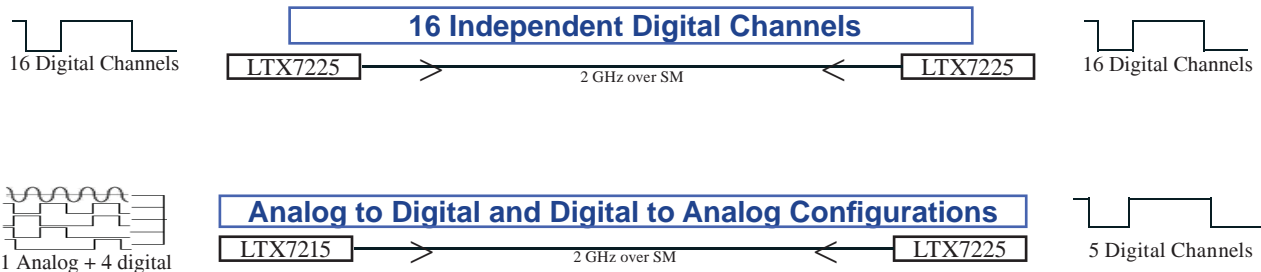 16 Independent Digital Channels
16 Digital Channels
LTX7225
2 GHz over SM
LTX7225
16 Digital Channels
Analog to Digital and Digital to Analog Configurations
1 Analog + 4 digital
LTX7215
2 GHz over SM
LTX7225
5 Digital Channels